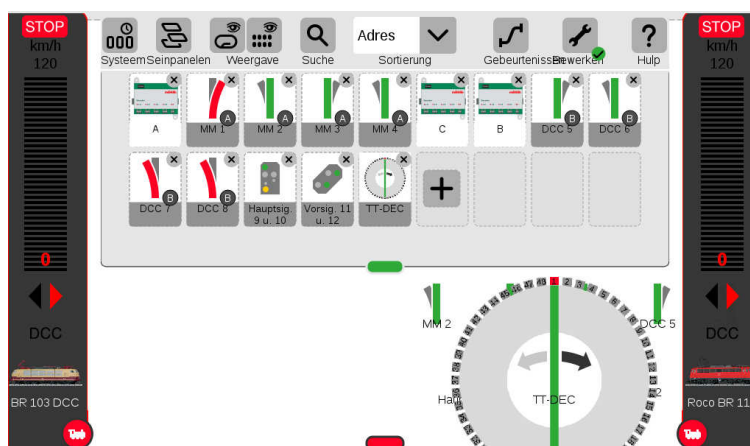 STOP
km/h
120
0
DCC
BR 103 DCC
Systeem
Seinpanelen
Weergave
Suche
Adres
Sortierung
Gebeurtenissen
Bewerken
Hulp
A
MM 1
A
MM 2
A
MM 3
A
MM 4
A
C
B
DCC 5
B
DCC 6
B
DCC 7
B
DCC 8
B
Hauptsig.
9 u. 10
Vorsig. 11
u. 12
TT-DEC
MM 2
DCC 5
TT-DEC
STOP
km/h
120
0
DCC
Roco BR 11